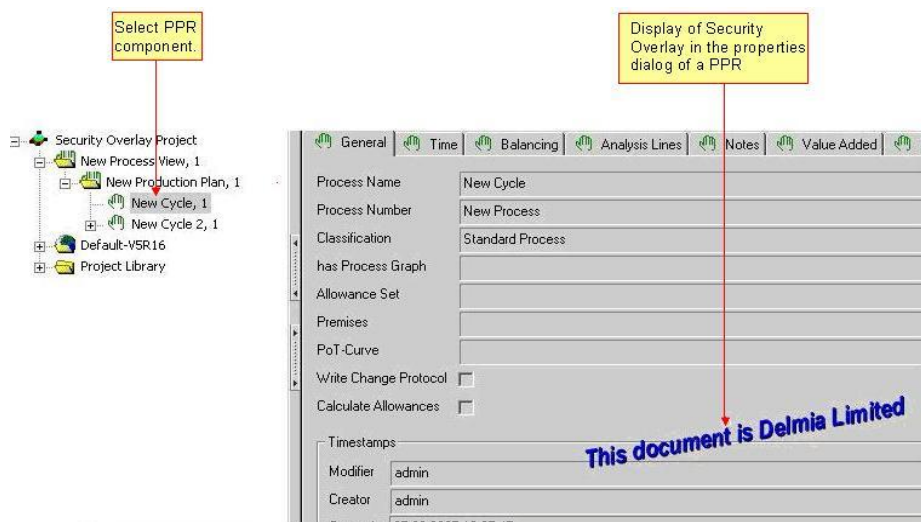 Select PPR
component.
Display of Security
Overlay in the properties
dialog of a PPR
Security Overlay Project
New Process View, 1
New Production Plan, 1
New Cycle, 1
New Cycle 2, 1
Default-V5R16
Project Library
General Time Balancing Analysis Lines Notes Value Added
Process Name New Cycle
Process Number New Process
Classification Standard Process
has Process Graph
Allowance Set
Premises
PoT-Curve
Write Change Protocol
Calculate Allowances
This document is Delmia Limited
Timestamps
Modifier admin
Creator admin